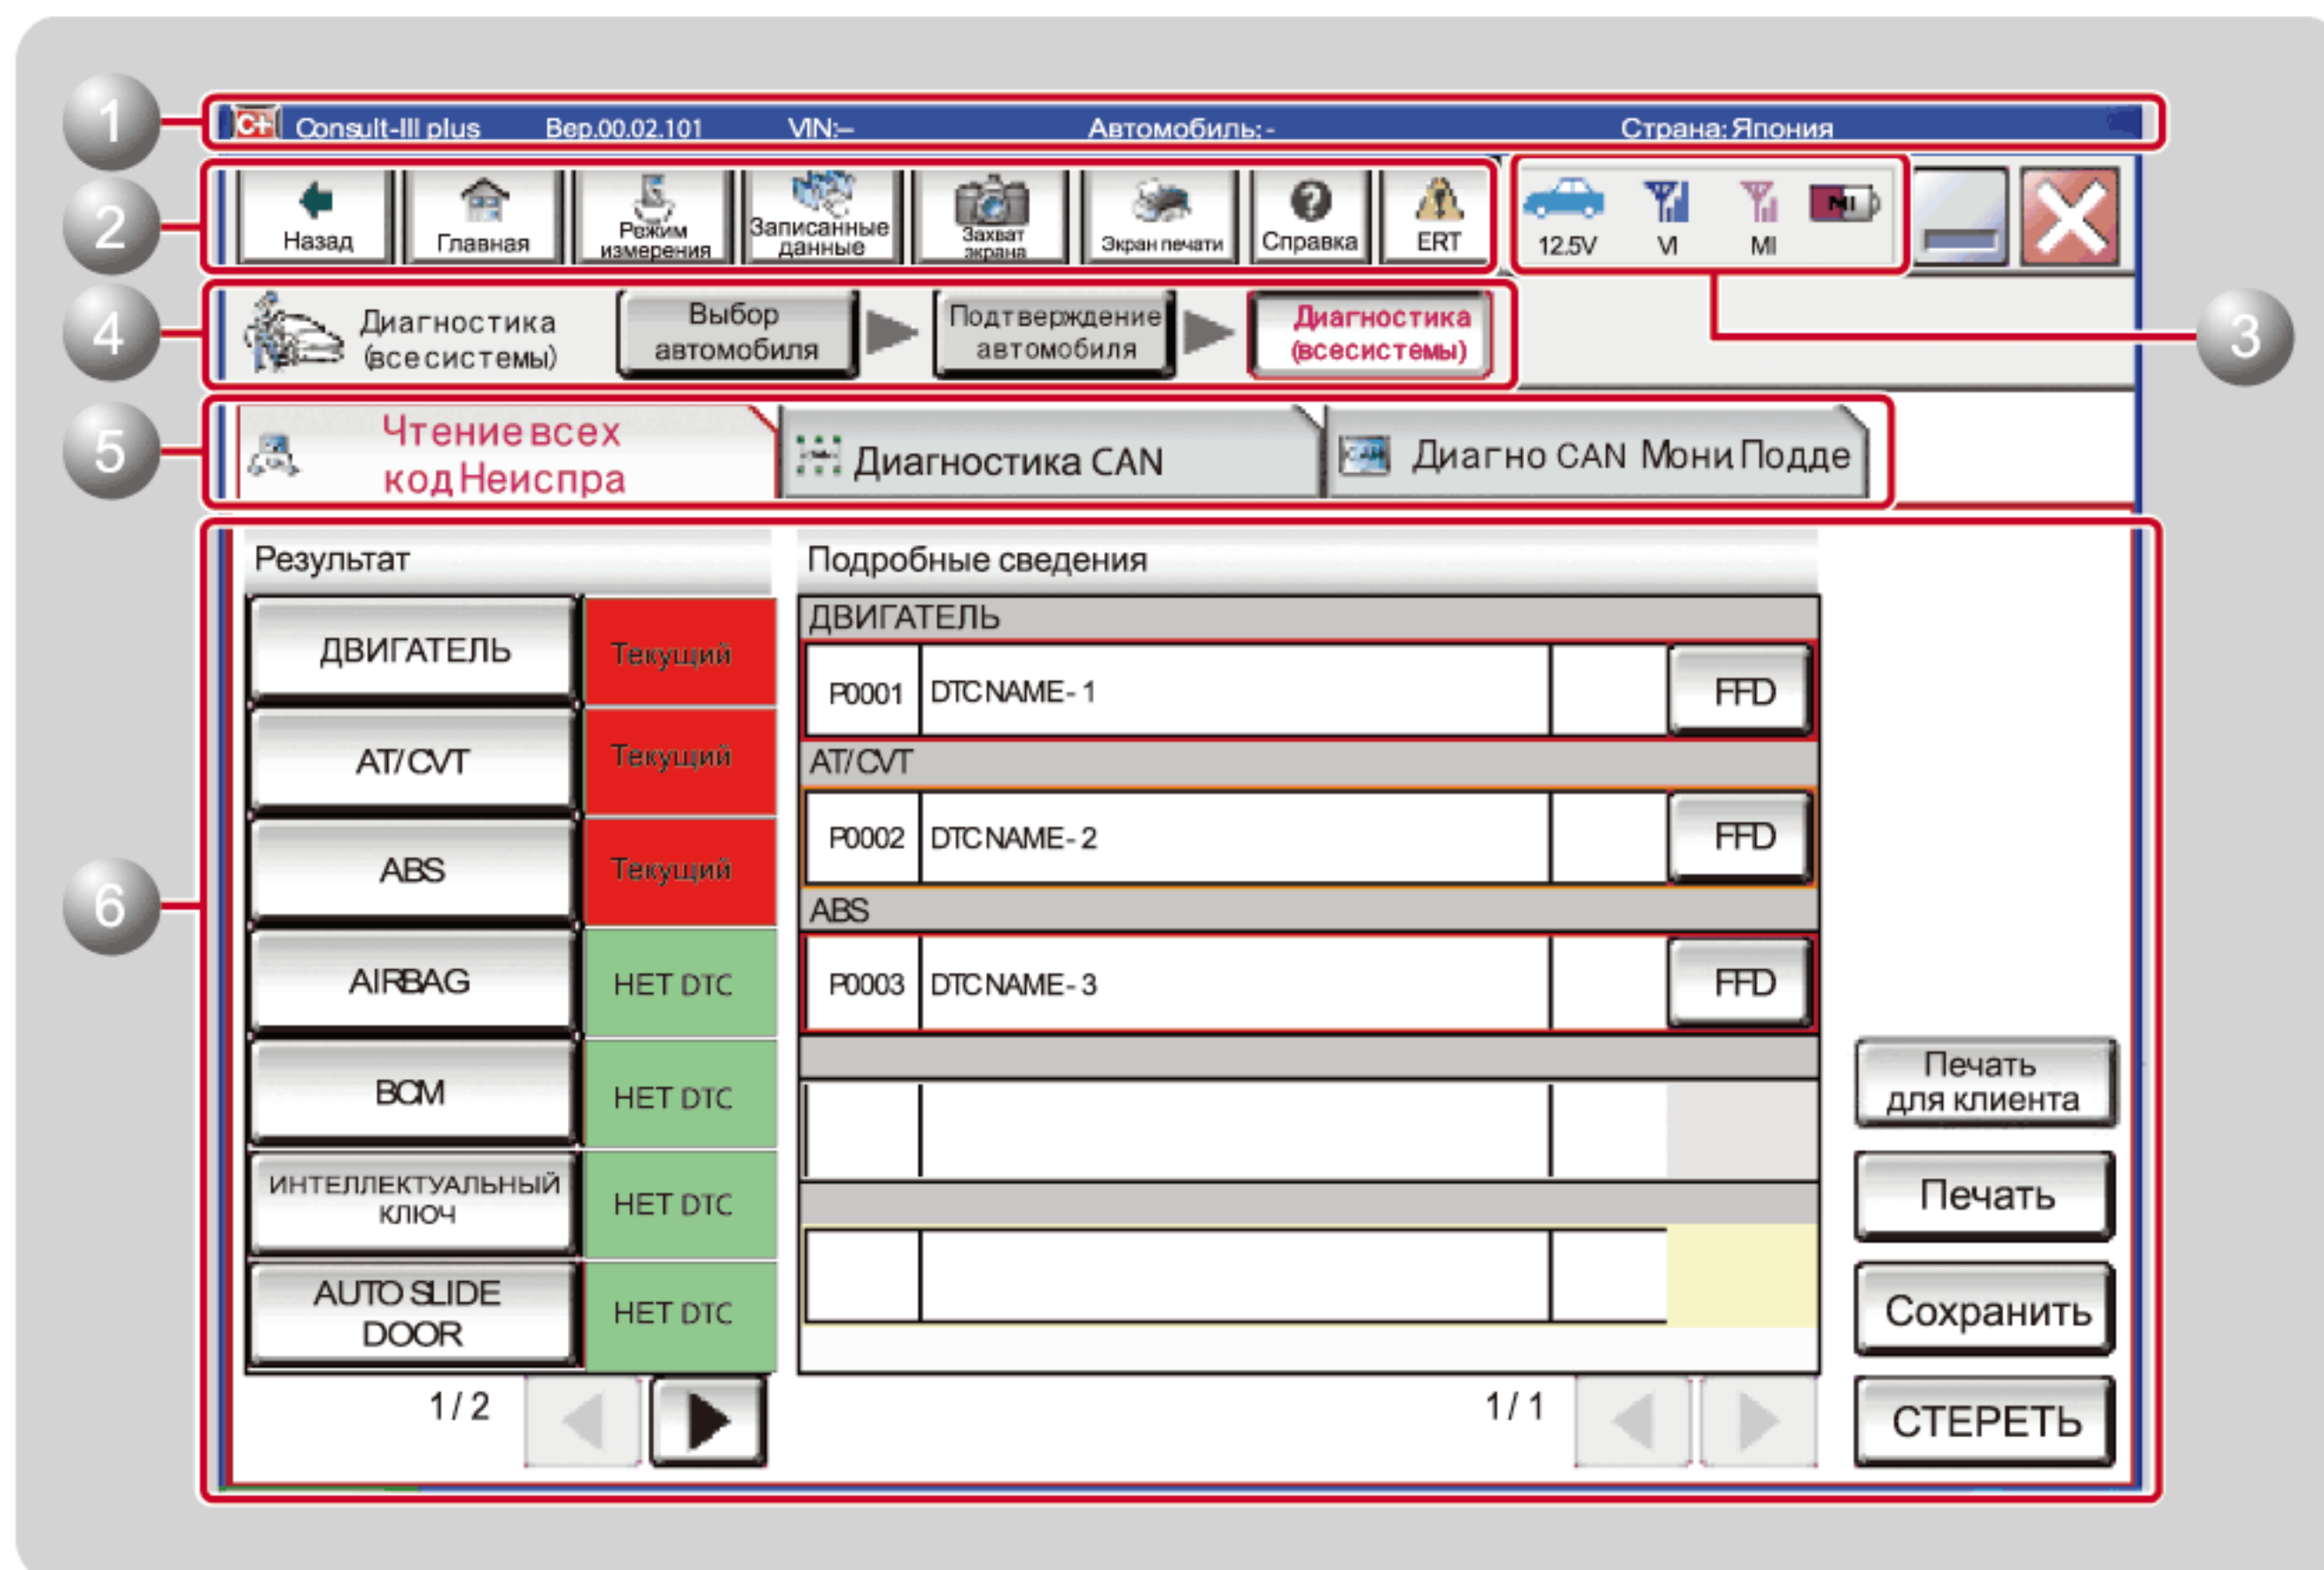 1
C+ Consult-III plus Вер.00.02.101 VIN:– Автомобиль:- Страна: Япония
2
Назад
Главная
Режим
измерения
Записанные
данные
Захват
экрана
Экран печати
Справка
ERT
12.5V
VI
MI
MI
3
4
Диагностика
(все системы)
Выбор
автомобиля
Подтверждение
автомобиля
Диагностика
(все системы)
5
Чтение всех
код Неиспра
Диагностика CAN
Диагно CAN Мони Подде
6
Результат
ДВИГАТЕЛЬ Текущий
AT/CVT Текущий
ABS Текущий
AIRBAG НЕТ DTC
BCM НЕТ DTC
ИНТЕЛЛЕКТУАЛЬНЫЙ
КЛЮЧ
НЕТ DTC
AUTO SLIDE
DOOR
НЕТ DTC
1/2
Подробные сведения
ДВИГАТЕЛЬ
P0001 DTC NAME-1 FFD
AT/CVT
P0002 DTC NAME-2 FFD
ABS
P0003 DTC NAME-3 FFD
1/1
Печать
для клиента
Печать
Сохранить
СТЕРЕТЬ